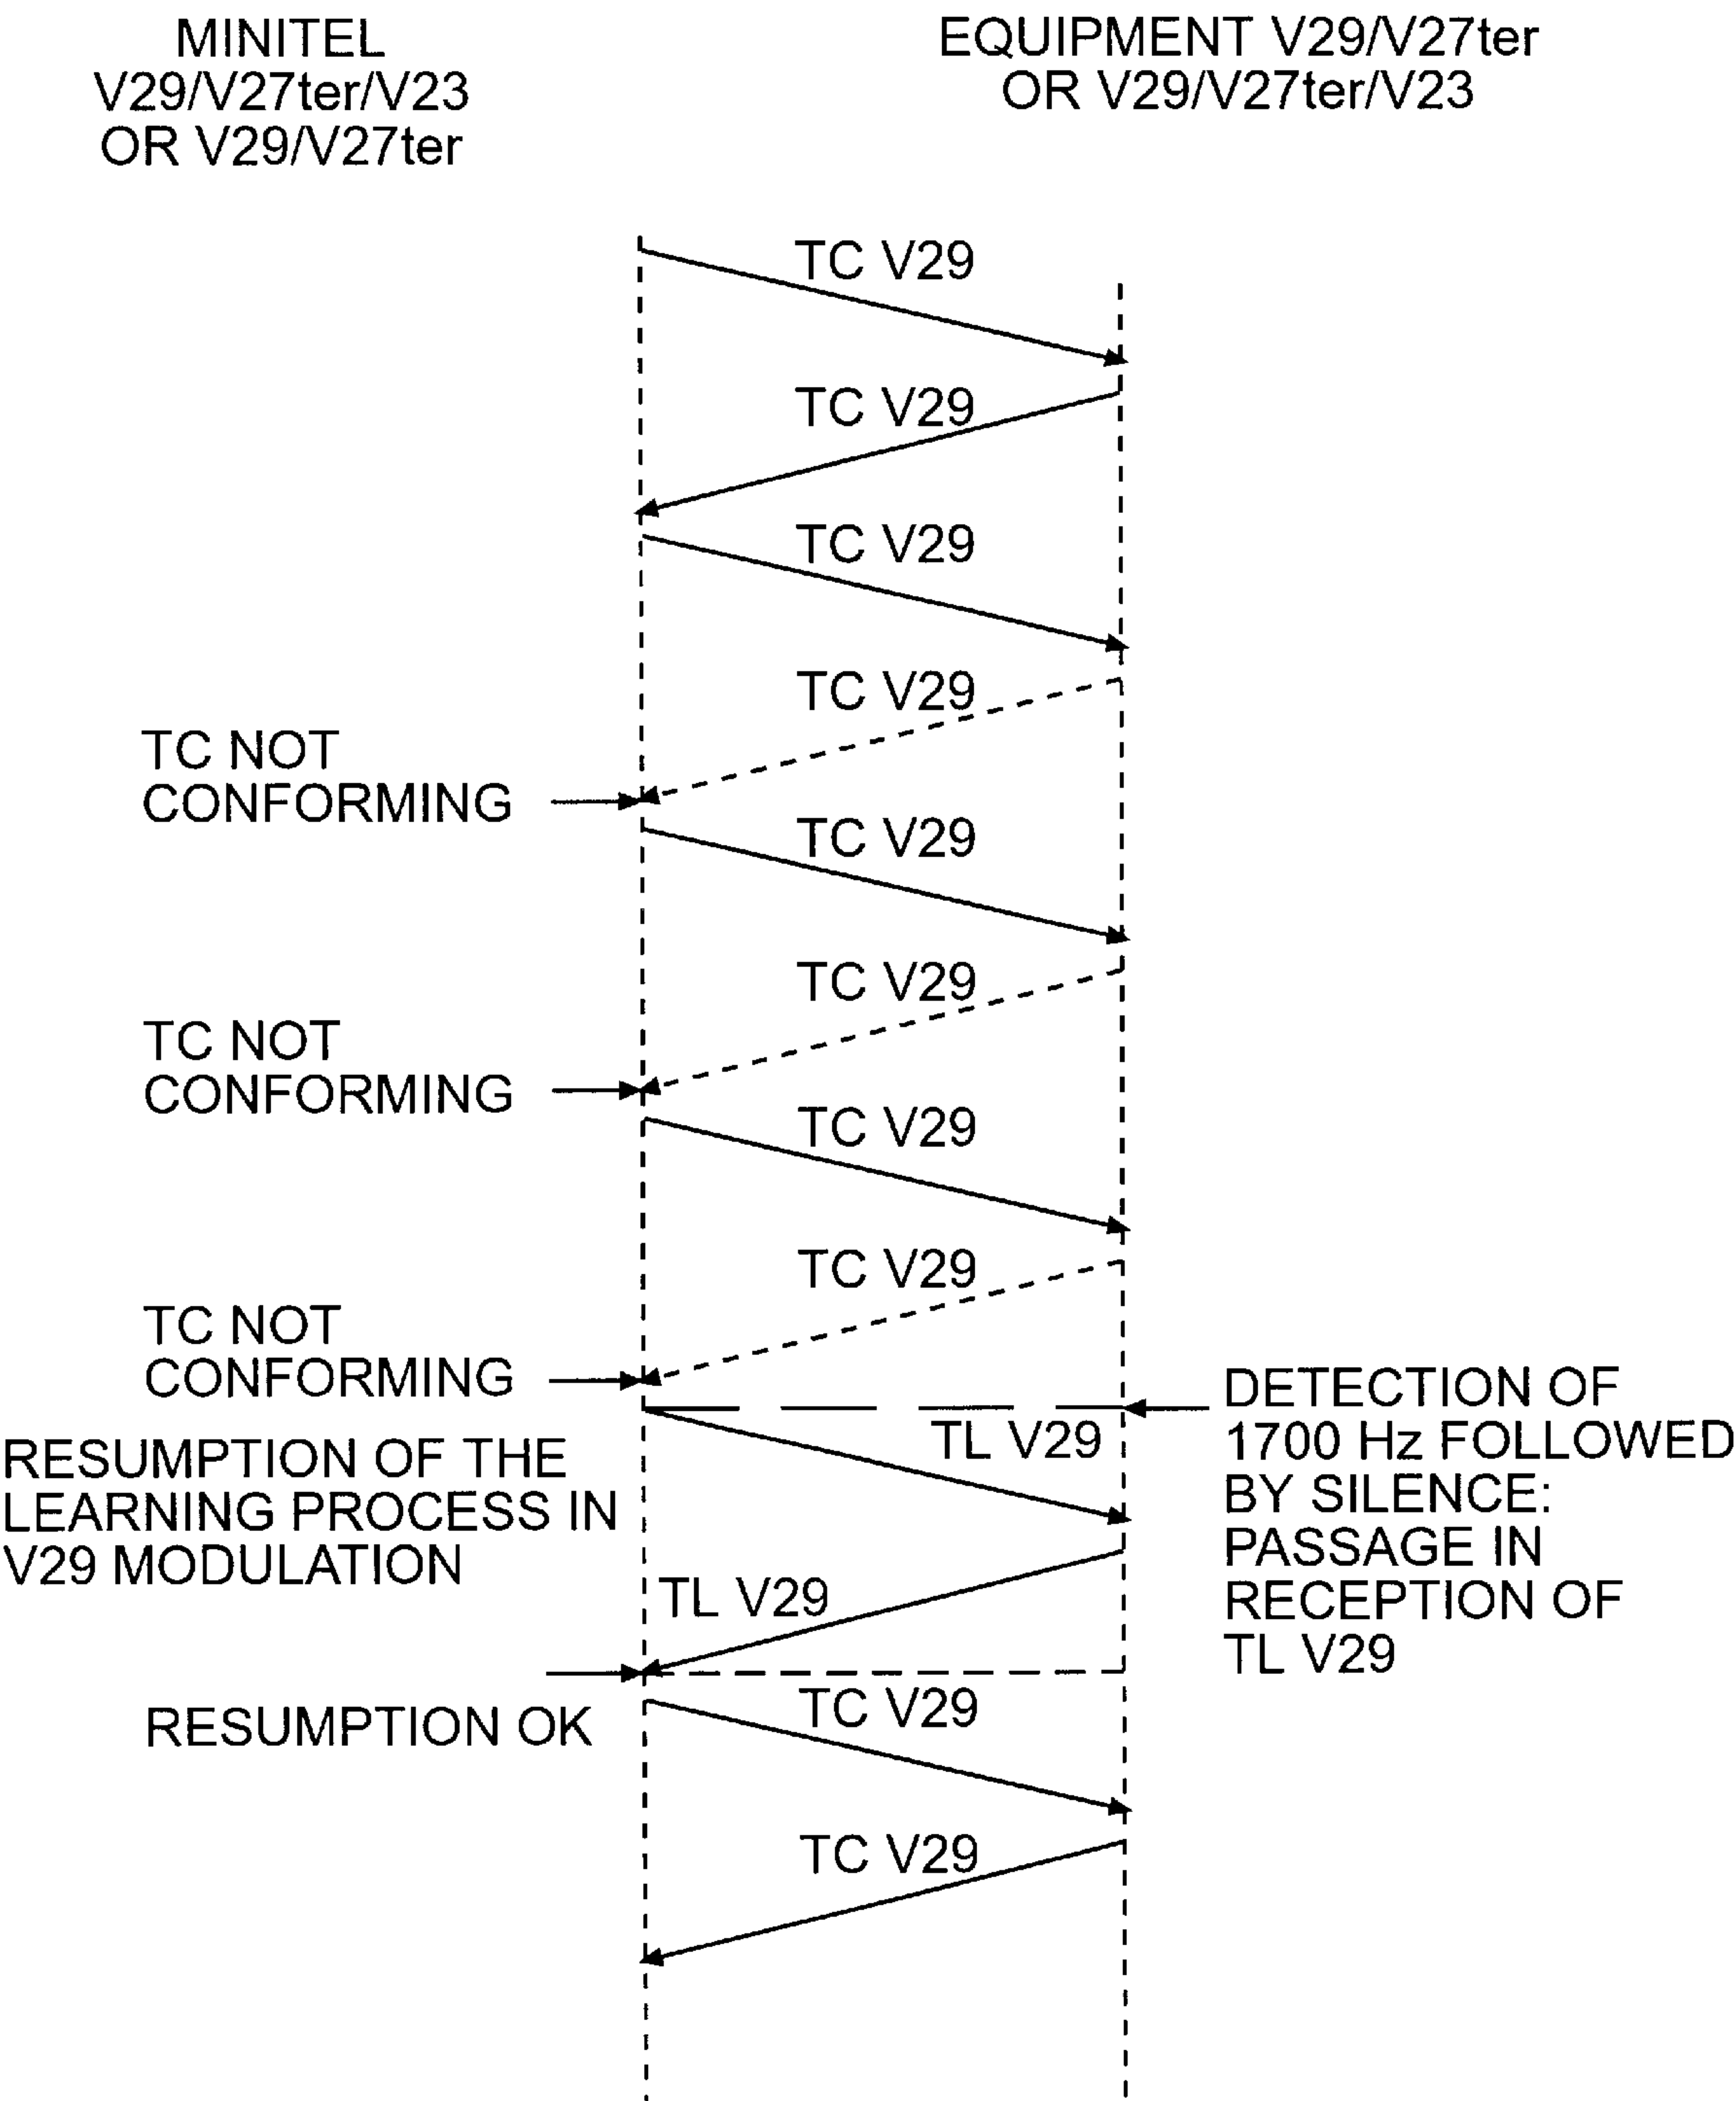 MINITEL
V29/V27ter/V23
OR V29/V27ter
EQUIPMENT V29/V27ter
OR V29/V27ter/V23
TC V29
TC V29
TC V29
TC V29
TC NOT
CONFORMING
TC V29
TC V29
TC NOT
CONFORMING
TC V29
TC V29
TC NOT
CONFORMING
DETECTION OF
1700 Hz FOLLOWED
BY SILENCE:
PASSAGE IN
RECEPTION OF
TL V29
TL V29
RESUMPTION OF THE
LEARNING PROCESS IN
V29 MODULATION
TL V29
RESUMPTION OK
TC V29
TC V29